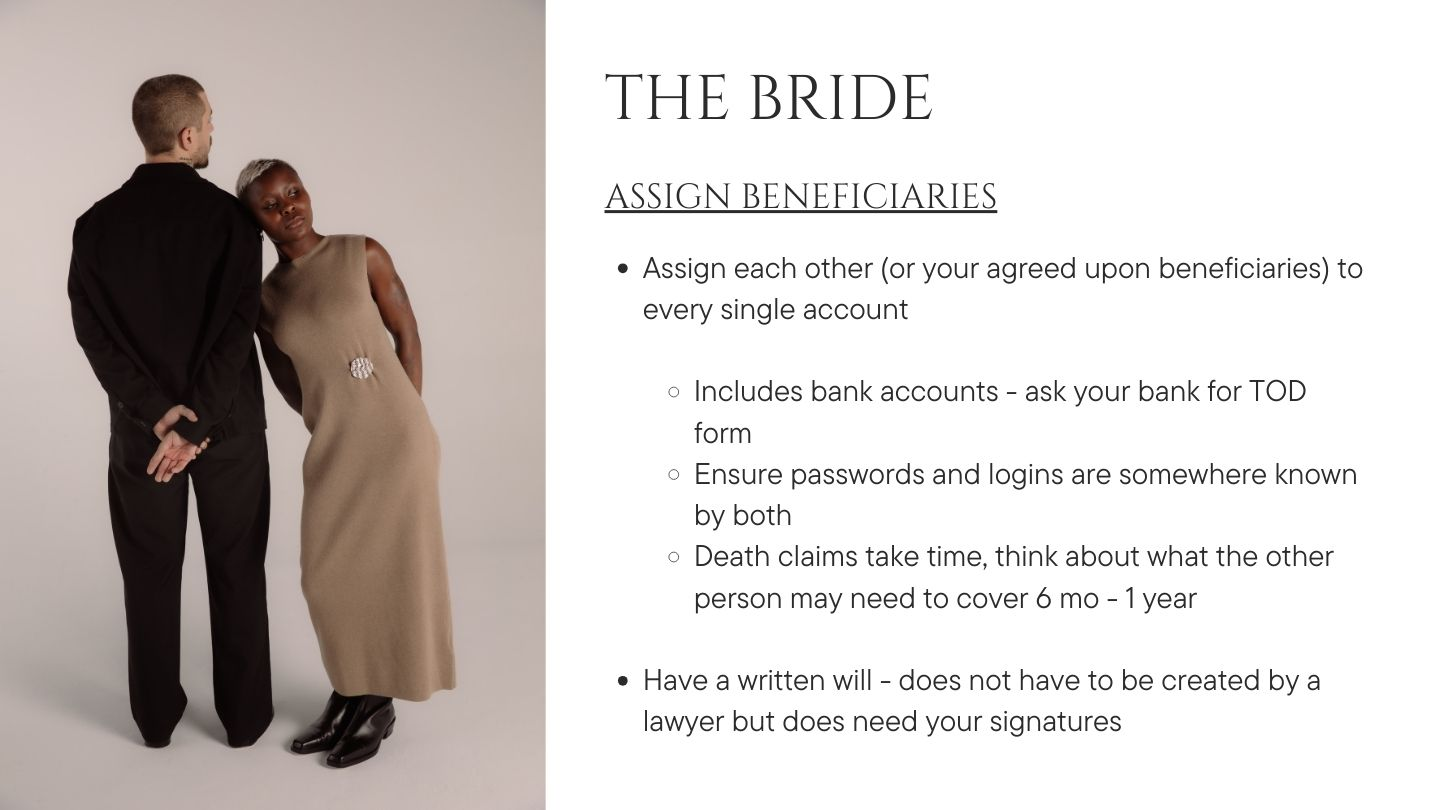 THE BRIDE
ASSIGN BENEFICIARIES
• Assign each other (or your agreed upon beneficiaries) to
every single account
○ Includes bank accounts - ask your bank for TOD
form
○ Ensure passwords and logins are somewhere known
by both
○ Death claims take time, think about what the other
person may need to cover 6 mo - 1 year
• Have a written will - does not have to be created by a
lawyer but does need your signatures